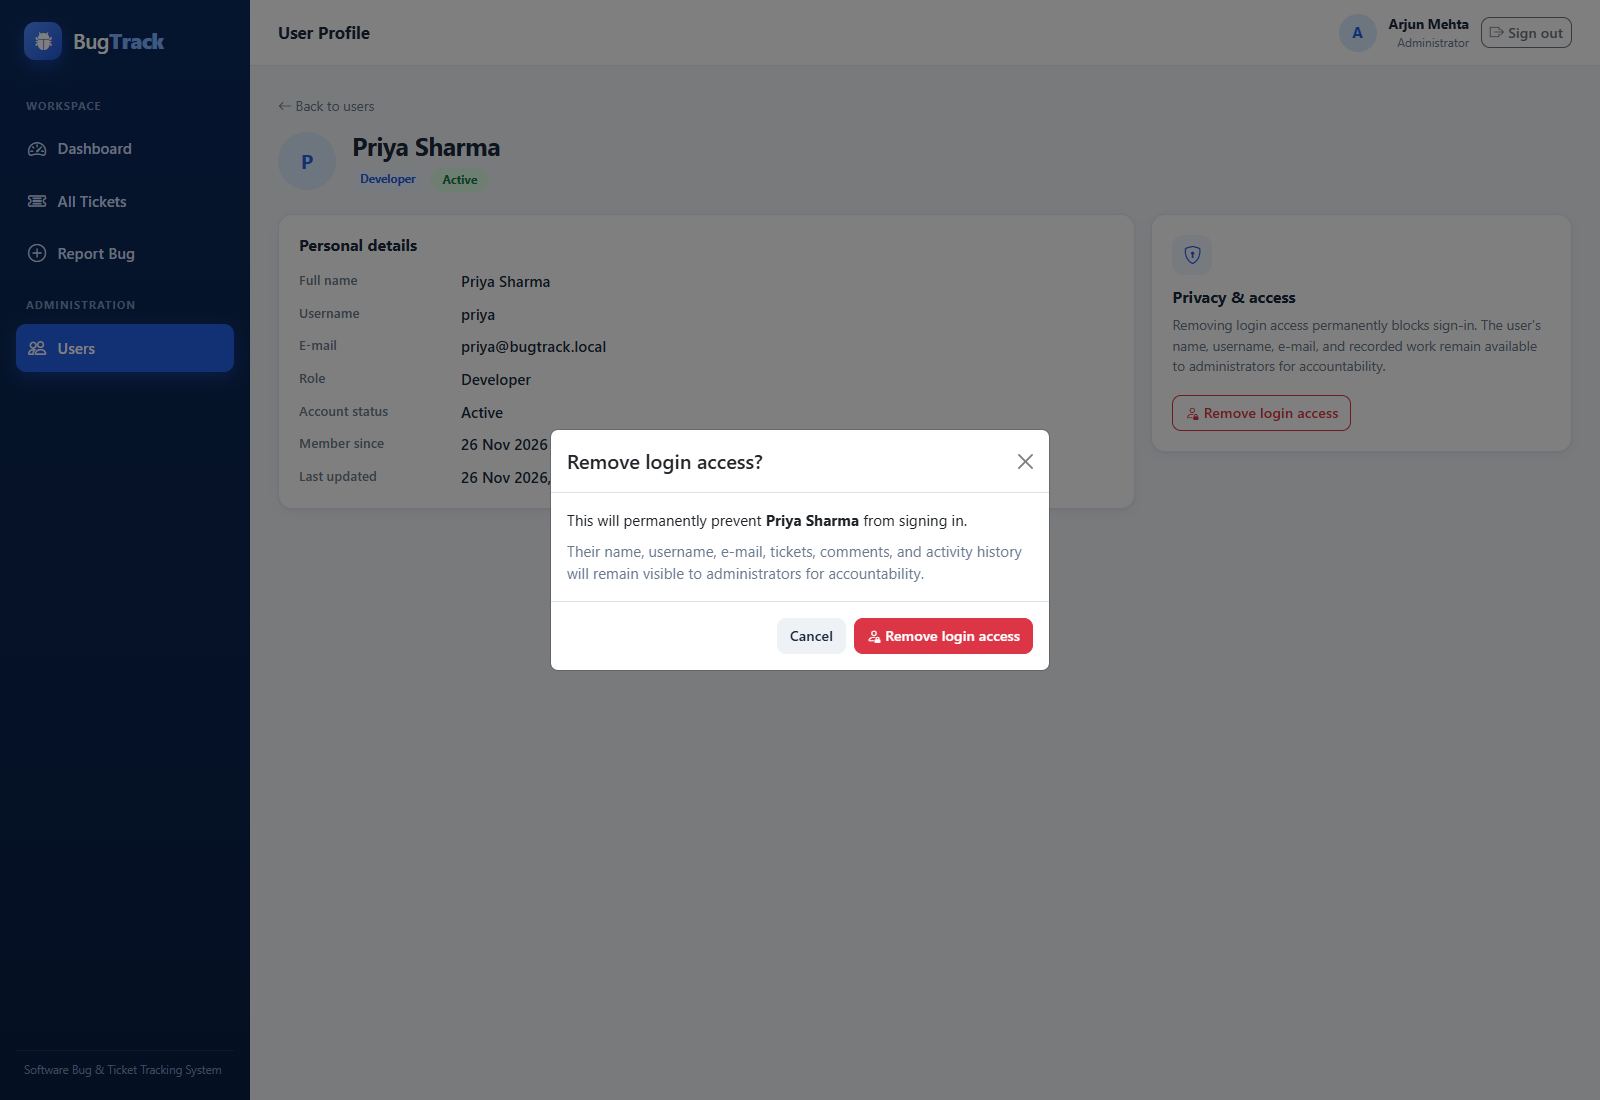 BugTrack
WORKSPACE
Dashboard
All Tickets
Report Bug
ADMINISTRATION
Users
Software Bug & Ticket Tracking System
User Profile
A
Arjun Mehta
Administrator
Sign out
← Back to users
P
Priya Sharma
Developer
Active
Personal details
Full name
Priya Sharma
Username
priya
E-mail
priya@bugtrack.local
Role
Developer
Account status
Active
Member since
26 Nov 2026
Last updated
26 Nov 2026,
Privacy & access
Removing login access permanently blocks sign-in. The user's
name, username, e-mail, and recorded work remain available
to administrators for accountability.
Remove login access
Remove login access?
This will permanently prevent Priya Sharma from signing in.
Their name, username, e-mail, tickets, comments, and activity history
will remain visible to administrators for accountability.
Cancel
Remove login access